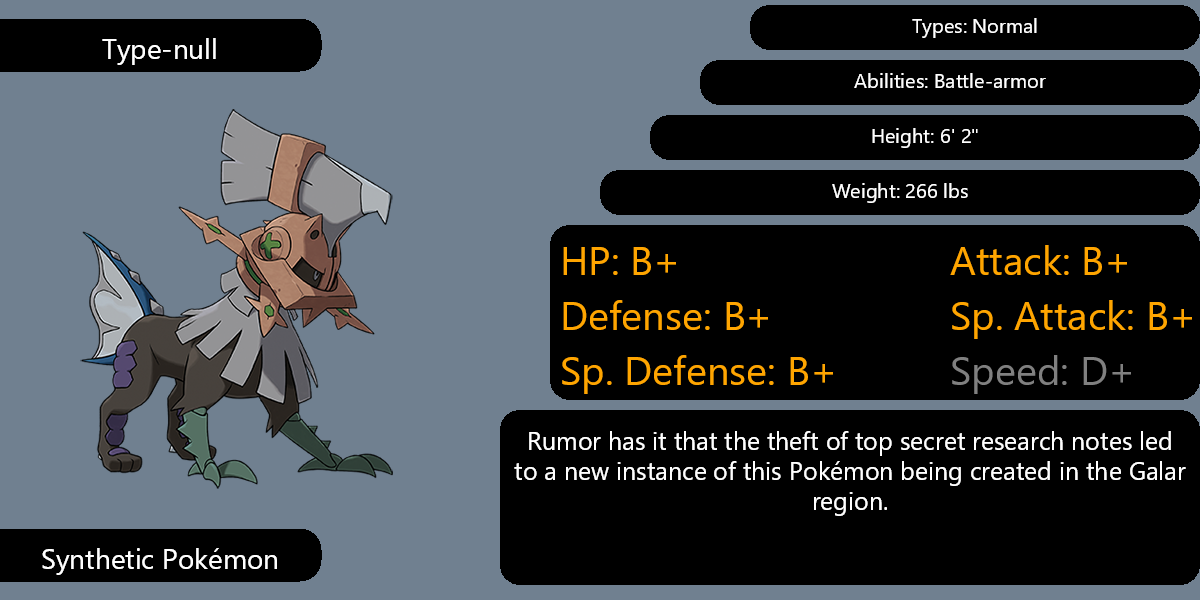 Type-null
Types: Normal
Abilities: Battle-armor
Height: 6' 2"
Weight: 266 lbs
HP: B+
Attack: B+
Defense: B+
Sp. Attack: B+
Sp. Defense: B+
Speed: D+
Rumor has it that the theft of top secret research notes led
to a new instance of this Pokémon being created in the Galar
region.
Synthetic Pokémon